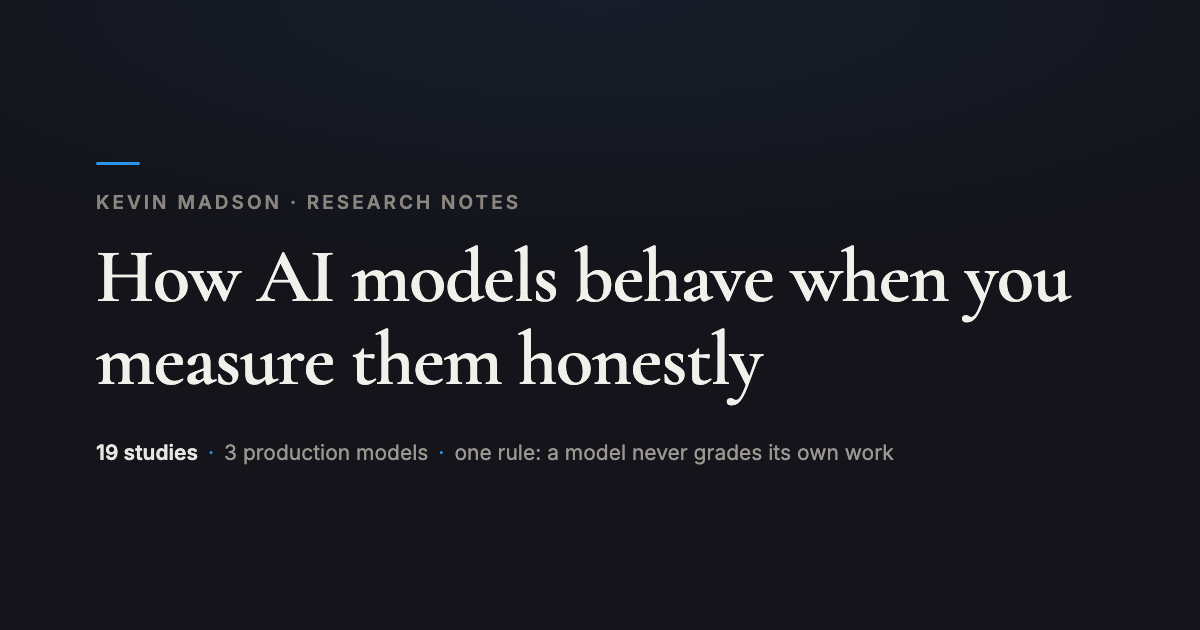 KEVIN MADSON · RESEARCH NOTES
How AI models behave when you
measure them honestly
19 studies · 3 production models · one rule: a model never grades its own work